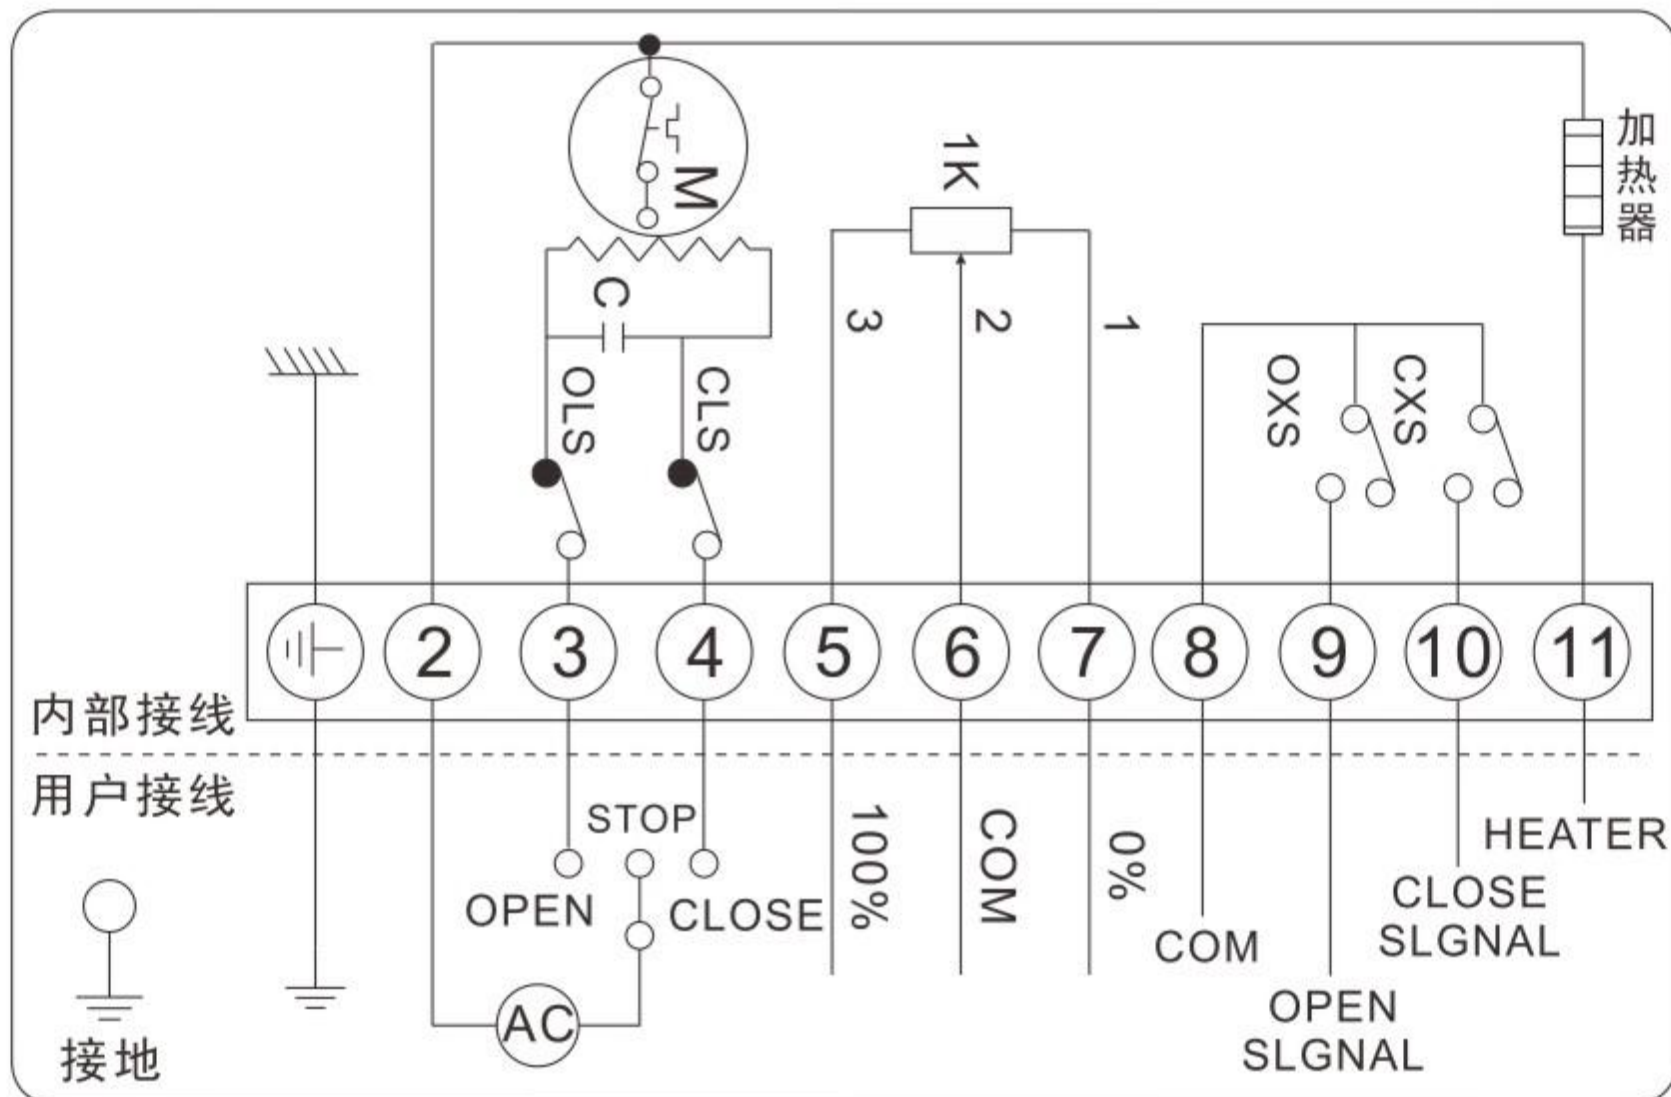 M
1K
加热器
C
3
2
1
OLS
CLS
OXS
CXS
2 3 4 5 6 7 8 9 10 11
内部接线
用户接线
STOP
OPEN
CLOSE
100%
COM
0%
HEATER
CLOSE
SLGNAL
COM
OPEN
SLGNAL
AC
接地